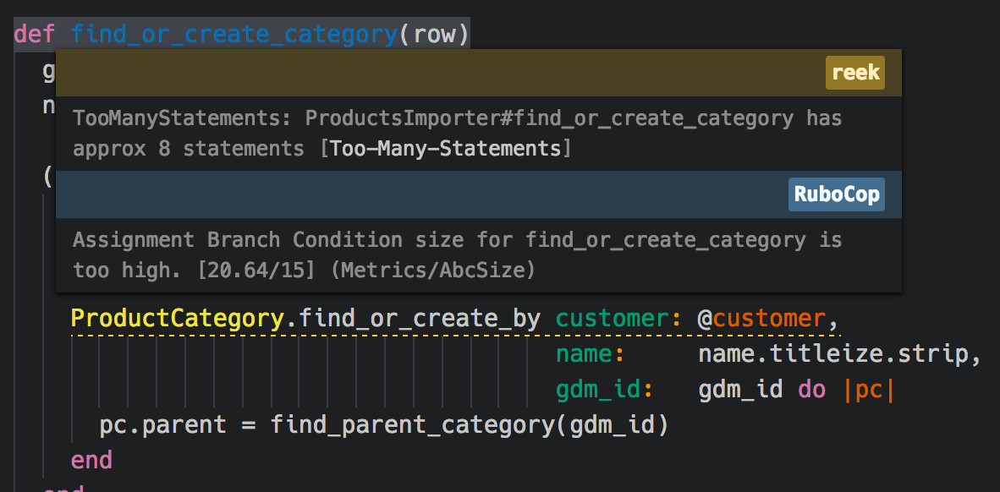 def find_or_create_category(row)
g
reek
n
TooManyStatements: ProductsImporter#find_or_create_category has
approx 8 statements [Too-Many-Statements]
(
RuboCop
Assignment Branch Condition size for find_or_create_category is
too high. [20.64/15] (Metrics/AbcSize)
ProductCategory.find_or_create_by customer: @customer,
name: name.titleize.strip,
gdm_id: gdm_id do |pc|
pc.parent = find_parent_category(gdm_id)
end
end